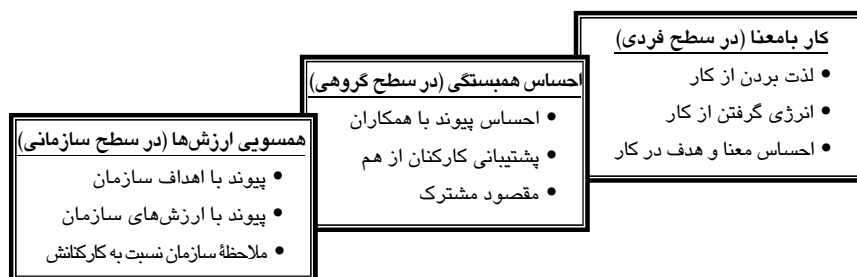 کار بامعنا (در سطح فردی)
• لذت بردن از کار
• انرژی گرفتن از کار
• احساس معنا و هدف در کار
احساس همبستگی (در سطح گروهی)
• احساس پیوند با همکاران
• پشتیبانی کارکنان از هم
• مقصود مشترک
همسویی ارزش‌ها (در سطح سازمانی)
• پیوند با اهداف سازمان
• پیوند با ارزش‌های سازمان
• ملاحظهٔ سازمان نسبت به کارکنانش